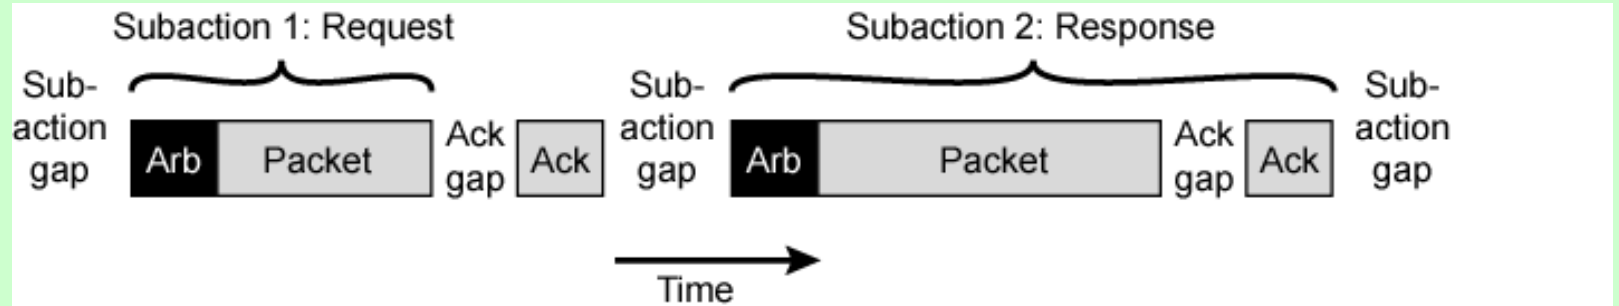 Subaction 1: Request
Subaction 2: Response
Sub-
action
gap
Arb
Packet
Ack
gap
Ack
Sub-
action
gap
Arb
Packet
Ack
gap
Ack
Sub-
action
gap
Time